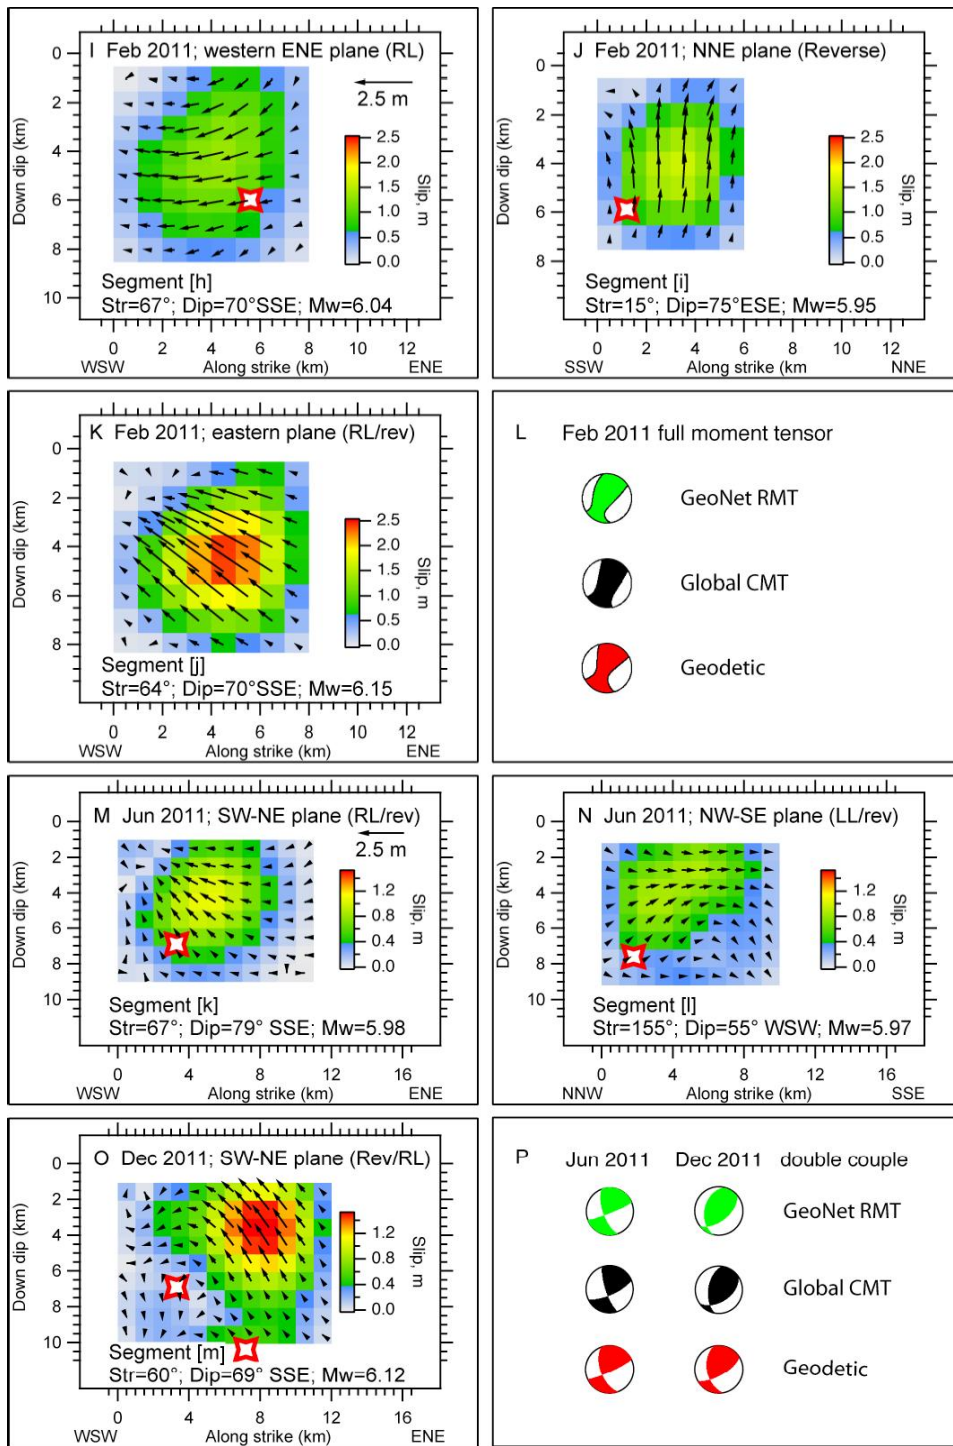 I Feb 2011; western ENE plane (RL)
0
2
4
6
8
10
Down dip (km)
2.5 m
2.5
2.0
1.5
1.0
0.5
0.0
Slip, m
Segment [h]
Str=67°; Dip=70°SSE; Mw=6.04
0 2 4 6 8 10 12
WSW Along strike (km) ENE
J Feb 2011; NNE plane (Reverse)
0
2
4
6
8
Down dip (km)
2.5
2.0
1.5
1.0
0.5
0.0
Slip, m
Segment [i]
Str=15°; Dip=75°ESE; Mw=5.95
0 2 4 6 8 10 12
SSW Along strike (km NNE
K Feb 2011; eastern plane (RL/rev)
0
2
4
6
8
Down dip (km)
2.5
2.0
1.5
1.0
0.5
0.0
Slip, m
Segment [j]
Str=64°; Dip=70°SSE; Mw=6.15
0 2 4 6 8 10 12
WSW Along strike (km) ENE
L Feb 2011 full moment tensor
GeoNet RMT
Global CMT
Geodetic
M Jun 2011; SW-NE plane (RL/rev)
2.5 m
0
2
4
6
8
10
Down dip (km)
1.2
0.8
0.4
0.0
Slip, m
Segment [k]
Str=67°; Dip=79° SSE; Mw=5.98
0 4 8 12 16
WSW Along strike (km) ENE
N Jun 2011; NW-SE plane (LL/rev)
0
2
4
6
8
10
Down dip (km)
1.2
0.8
0.4
0.0
Slip, m
Segment [l]
Str=155°; Dip=55° WSW; Mw=5.97
0 4 8 12 16
NNW Along strike (km) SSE
O Dec 2011; SW-NE plane (Rev/RL)
0
2
4
6
8
10
Down dip (km)
1.2
0.8
0.4
0.0
Slip, m
Segment [m]
Str=60°; Dip=69° SSE; Mw=6.12
0 4 8 12 16
WSW Along strike (km) ENE
P Jun 2011 Dec 2011 double couple
GeoNet RMT
Global CMT
Geodetic